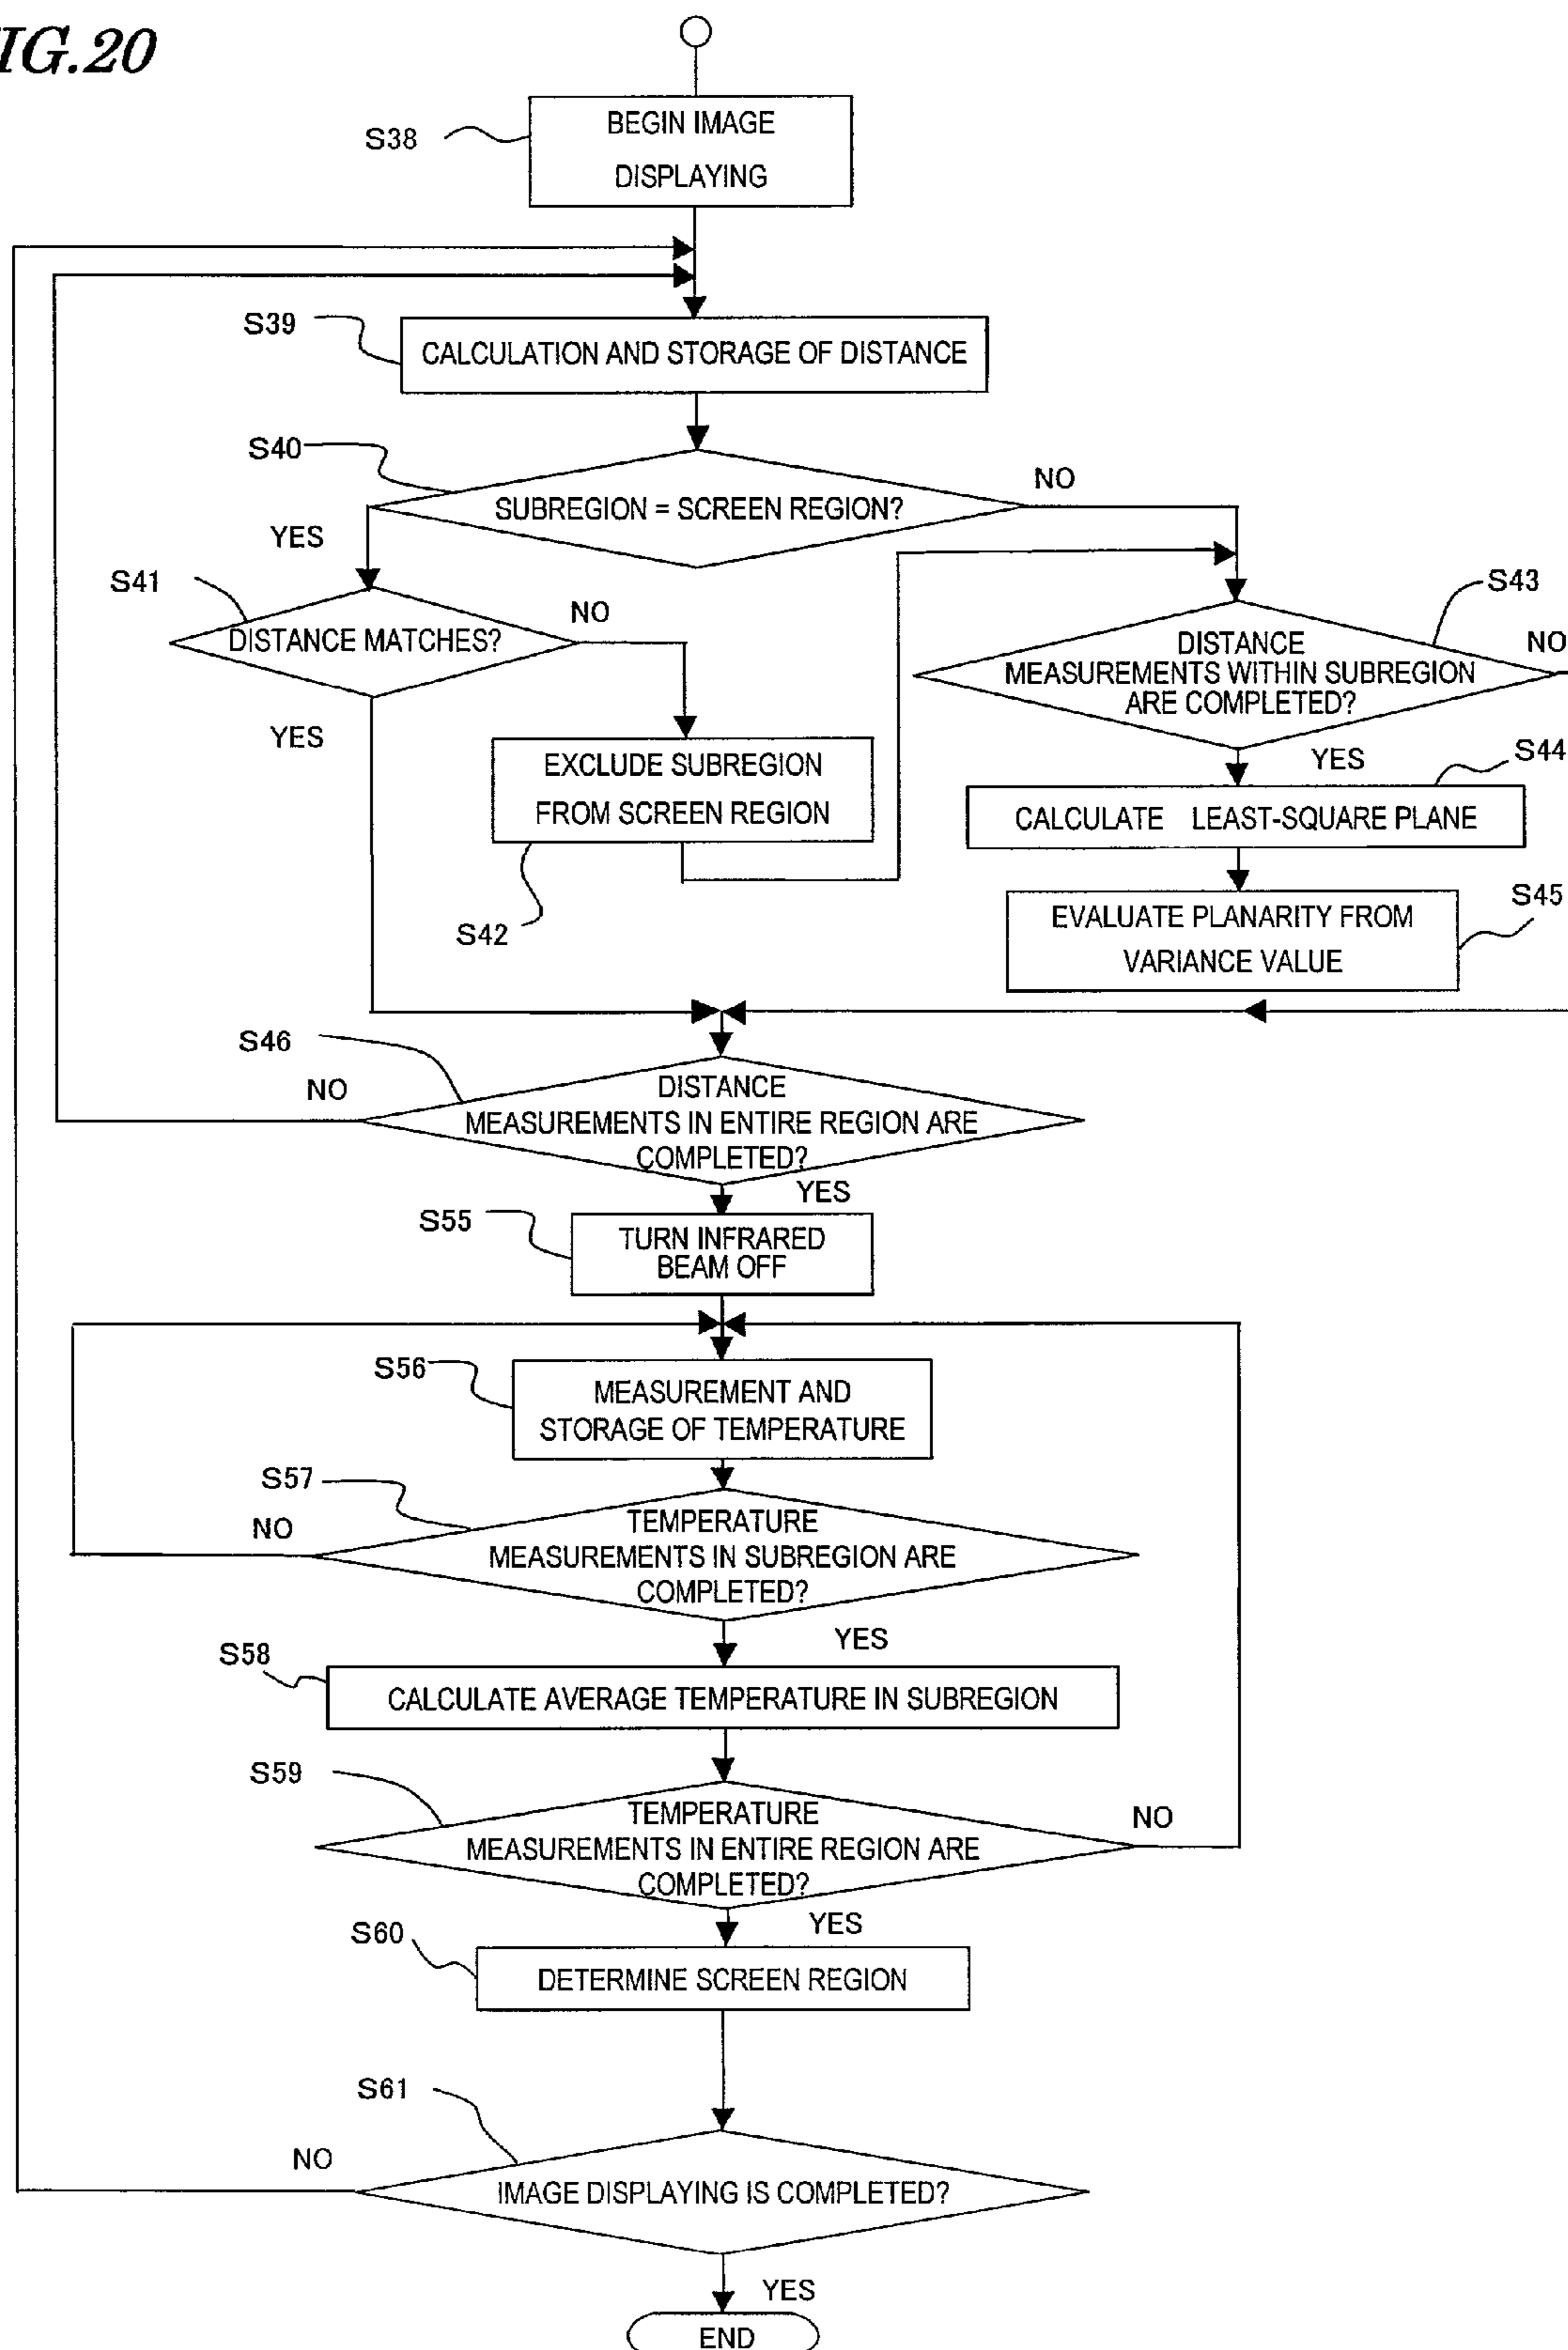 IG.20
S38
BEGIN IMAGE
DISPLAYING
S39
CALCULATION AND STORAGE OF DISTANCE
S40
SUBREGION = SCREEN REGION?
NO
YES
S41
DISTANCE MATCHES?
NO
YES
S43
DISTANCE
MEASUREMENTS WITHIN SUBREGION
ARE COMPLETED?
NO
YES
EXCLUDE SUBREGION
FROM SCREEN REGION
S42
S44
CALCULATE LEAST-SQUARE PLANE
S45
EVALUATE PLANARITY FROM
VARIANCE VALUE
S46
DISTANCE
MEASUREMENTS IN ENTIRE REGION ARE
COMPLETED?
NO
YES
S55
TURN INFRARED
BEAM OFF
S56
MEASUREMENT AND
STORAGE OF TEMPERATURE
S57
TEMPERATURE
MEASUREMENTS IN SUBREGION ARE
COMPLETED?
NO
YES
S58
CALCULATE AVERAGE TEMPERATURE IN SUBREGION
S59
TEMPERATURE
MEASUREMENTS IN ENTIRE REGION ARE
COMPLETED?
NO
YES
S60
DETERMINE SCREEN REGION
S61
NO
IMAGE DISPLAYING IS COMPLETED?
YES
END